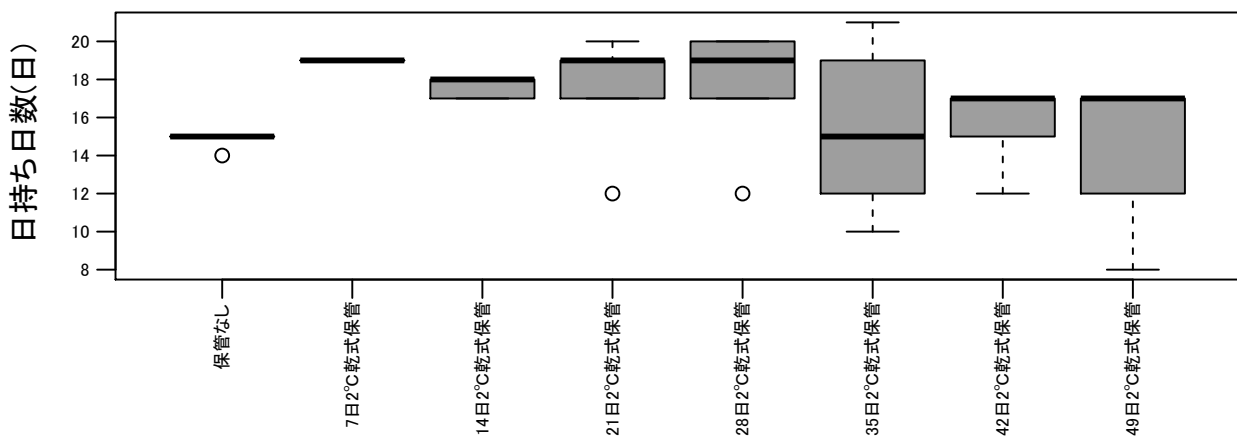 日持ち日数(日)
20
18
16
14
12
10
8
保管なし
7日2℃乾式保管
14日2℃乾式保管
21日2℃乾式保管
28日2℃乾式保管
35日2℃乾式保管
42日2℃乾式保管
49日2℃乾式保管